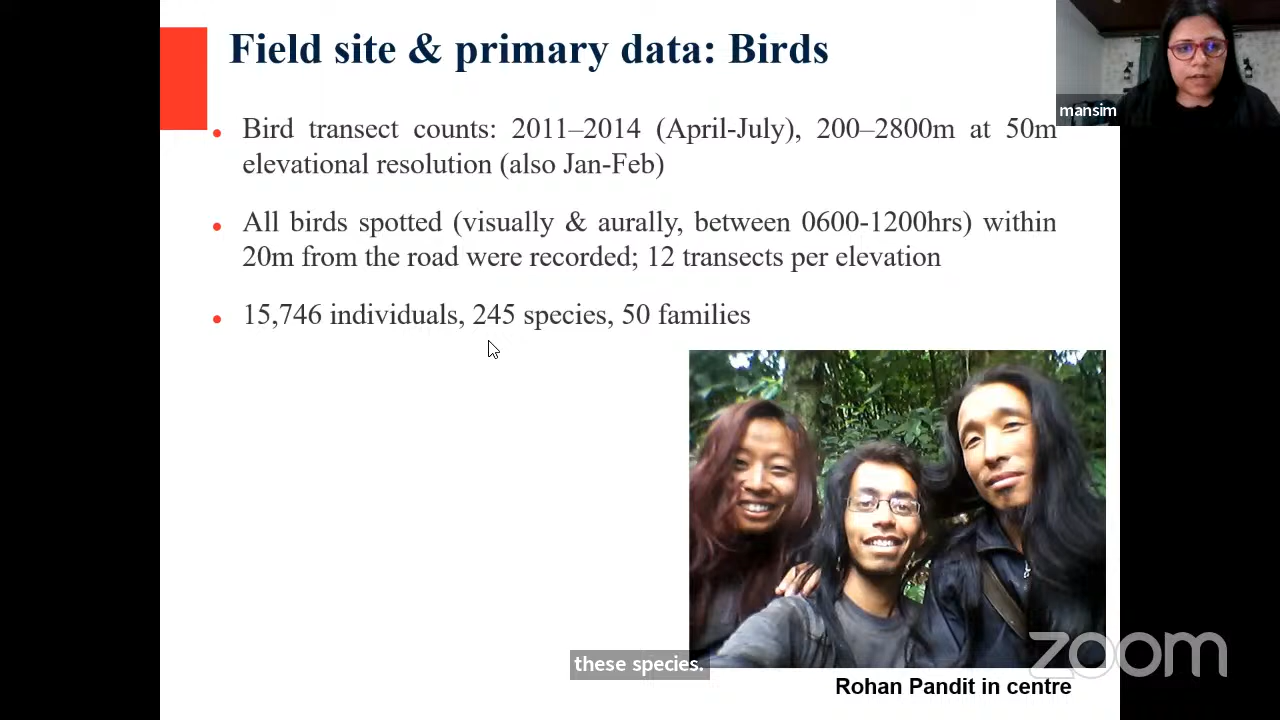 Field site & primary data: Birds
mansim
• Bird transect counts: 2011–2014 (April-July), 200–2800m at 50m
elevational resolution (also Jan-Feb)
• All birds spotted (visually & aurally, between 0600-1200hrs) within
20m from the road were recorded; 12 transects per elevation
• 15,746 individuals, 245 species, 50 families
these species.
zoom
Rohan Pandit in centre